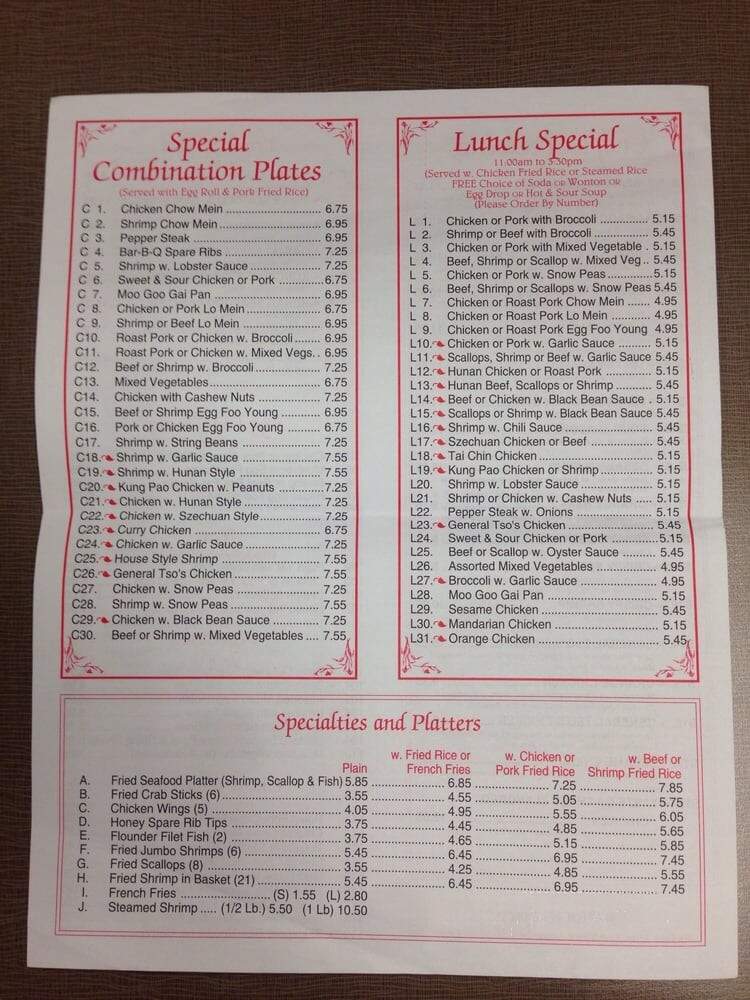 Special
Combination Plates
(Served with Egg Roll & Pork Fried Rice)
C 1. Chicken Chow Mein ........................ 6.75
C 2. Shrimp Chow Mein .......................... 6.95
C 3. Pepper Steak .................................. 6.95
C 4. Bar-B-Q Spare Ribs ......................... 7.25
C 5. Shrimp w. Lobster Sauce ................. 7.25
C 6. Sweet & Sour Chicken or Pork .......... 6.75
C 7. Moo Goo Gai Pan ............................ 6.95
C 8. Chicken or Pork Lo Mein .................. 6.75
C 9. Shrimp or Beef Lo Mein ................... 6.95
C10. Roast Pork or Chicken w. Broccoli ....... 6.95
C11. Roast Pork or Chicken w. Mixed Vegs. . 6.95
C12. Beef or Shrimp w. Broccoli ................ 7.25
C13. Mixed Vegetables ............................ 6.75
C14. Chicken with Cashew Nuts ............... 7.25
C15. Beef or Shrimp Egg Foo Young .......... 6.95
C16. Pork or Chicken Egg Foo Young ......... 6.75
C17. Shrimp w. String Beans .................... 7.25
C18. Shrimp w. Garlic Sauce .................... 7.55
C19. Shrimp w. Hunan Style .................... 7.55
C20. Kung Pao Chicken w. Peanuts ........... 7.25
C21. Chicken w. Hunan Style ................... 7.25
C22. Chicken w. Szechuan Style ............... 7.25
C23. Curry Chicken ................................ 6.75
C24. Chicken w. Garlic Sauce .................. 7.25
C25. House Style Shrimp ........................ 7.55
C26. General Tso's Chicken ..................... 7.55
C27. Chicken w. Snow Peas ..................... 7.25
C28. Shrimp w. Snow Peas ...................... 7.55
C29. Chicken w. Black Bean Sauce ........... 7.25
C30. Beef or Shrimp w. Mixed Vegetables .... 7.55
Lunch Special
11:00am to 3:30pm
(Served w. Chicken Fried Rice or Steamed Rice
FREE Choice of Soda OR Wonton OR
Egg Drop OR Hot & Sour Soup
(Please Order By Number)
L 1. Chicken or Pork with Broccoli .............. 5.15
L 2. Shrimp or Beef with Broccoli ............... 5.45
L 3. Chicken or Pork with Mixed Vegetable . 5.15
L 4. Beef, Shrimp or Scallop w. Mixed Veg .. 5.45
L 5. Chicken or Pork w. Snow Peas ............ 5.15
L 6. Beef, Shrimp or Scallops w. Snow Peas 5.45
L 7. Chicken or Roast Pork Chow Mein ....... 4.95
L 8. Chicken or Roast Pork Lo Mein ............ 4.95
L 9. Chicken or Roast Pork Egg Foo Young 4.95
L10. Chicken or Pork w. Garlic Sauce .......... 5.15
L11. Scallops, Shrimp or Beef w. Garlic Sauce 5.45
L12. Hunan Chicken or Roast Pork ........... 5.15
L13. Hunan Beef, Scallops or Shrimp ......... 5.45
L14. Beef or Chicken w. Black Bean Sauce . 5.15
L15. Scallops or Shrimp w. Black Bean Sauce 5.45
L16. Shrimp w. Chili Sauce ..................... 5.45
L17. Szechuan Chicken or Beef ................ 5.45
L18. Tai Chin Chicken ............................ 5.15
L19. Kung Pao Chicken or Shrimp ............. 5.15
L20. Shrimp w. Lobster Sauce .................. 5.15
L21. Shrimp or Chicken w. Cashew Nuts ..... 5.15
L22. Pepper Steak w. Onions ................... 5.15
L23. General Tso's Chicken ..................... 5.45
L24. Sweet & Sour Chicken or Pork ........... 5.15
L25. Beef or Scallop w. Oyster Sauce ......... 5.45
L26. Assorted Mixed Vegetables ............... 4.95
L27. Broccoli w. Garlic Sauce .................. 4.95
L28. Moo Goo Gai Pan ........................... 5.15
L29. Sesame Chicken ............................ 5.45
L30. Mandarian Chicken ........................ 5.15
L31. Orange Chicken ............................. 5.45
Specialties and Platters
Plain w. Fried Rice or French Fries w. Chicken or Pork Fried Rice w. Beef or Shrimp Fried Rice
A. Fried Seafood Platter (Shrimp, Scallop & Fish) 5.85 .................. 6.85 .................. 7.25 .................. 7.85
B. Fried Crab Sticks (6) .................. 3.55 .................. 4.55 .................. 5.05 .................. 5.75
C. Chicken Wings (5) .................. 4.05 .................. 4.95 .................. 5.55 .................. 6.05
D. Honey Spare Rib Tips .................. 3.75 .................. 4.45 .................. 4.85 .................. 5.65
E. Flounder Filet Fish (2) .................. 3.75 .................. 4.65 .................. 5.15 .................. 5.85
F. Fried Jumbo Shrimps (6) .................. 5.45 .................. 6.45 .................. 6.95 .................. 7.45
G. Fried Scallops (8) .................. 3.55 .................. 4.25 .................. 4.85 .................. 5.55
H. Fried Shrimp in Basket (21) .................. 5.45 .................. 6.45 .................. 6.95 .................. 7.45
I. French Fries ........................ (S) 1.55 (L) 2.80
J. Steamed Shrimp ..... (1/2 Lb.) 5.50 (1 Lb) 10.50